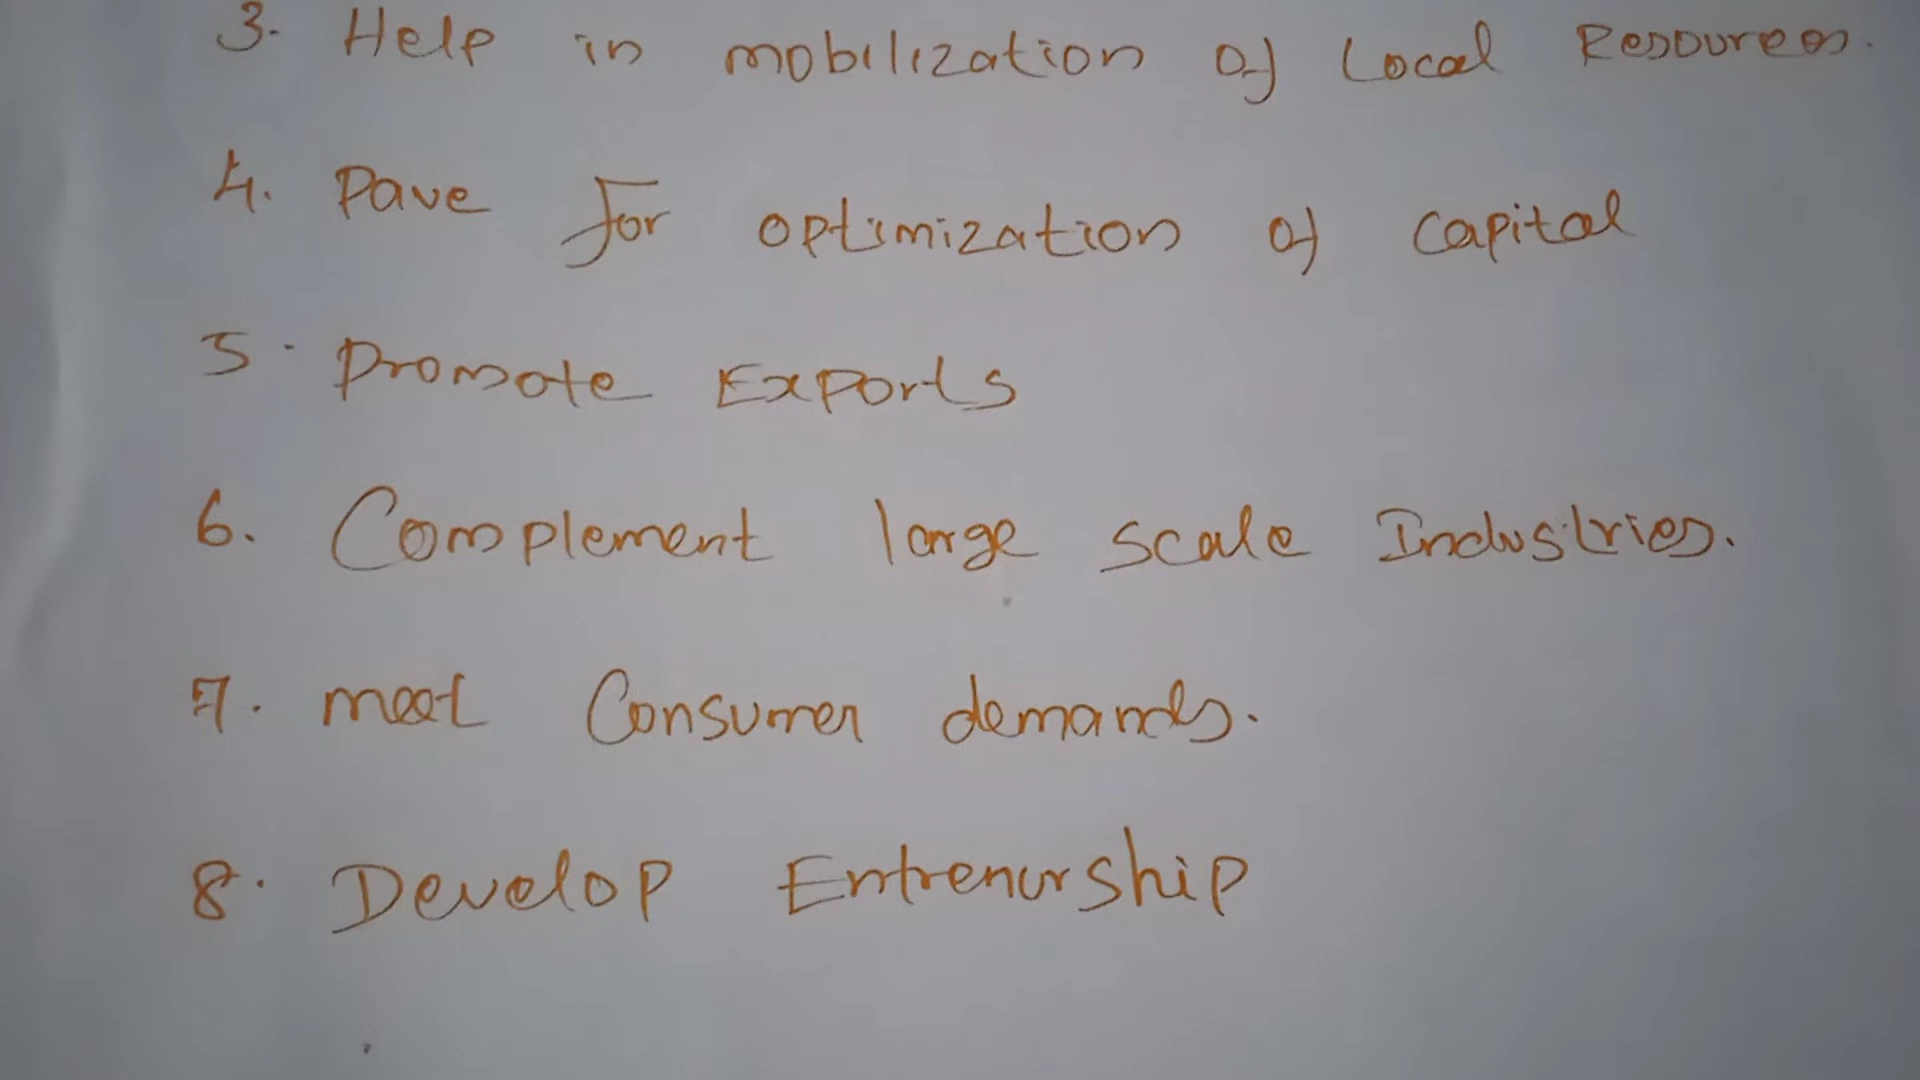 3. Help in mobilization of Local Resources.
4. Pave for optimization of capital
5. Promote Exports
6. Complement large scale Industries.
7. meet Consumer demands.
8. Develop Entrenurship